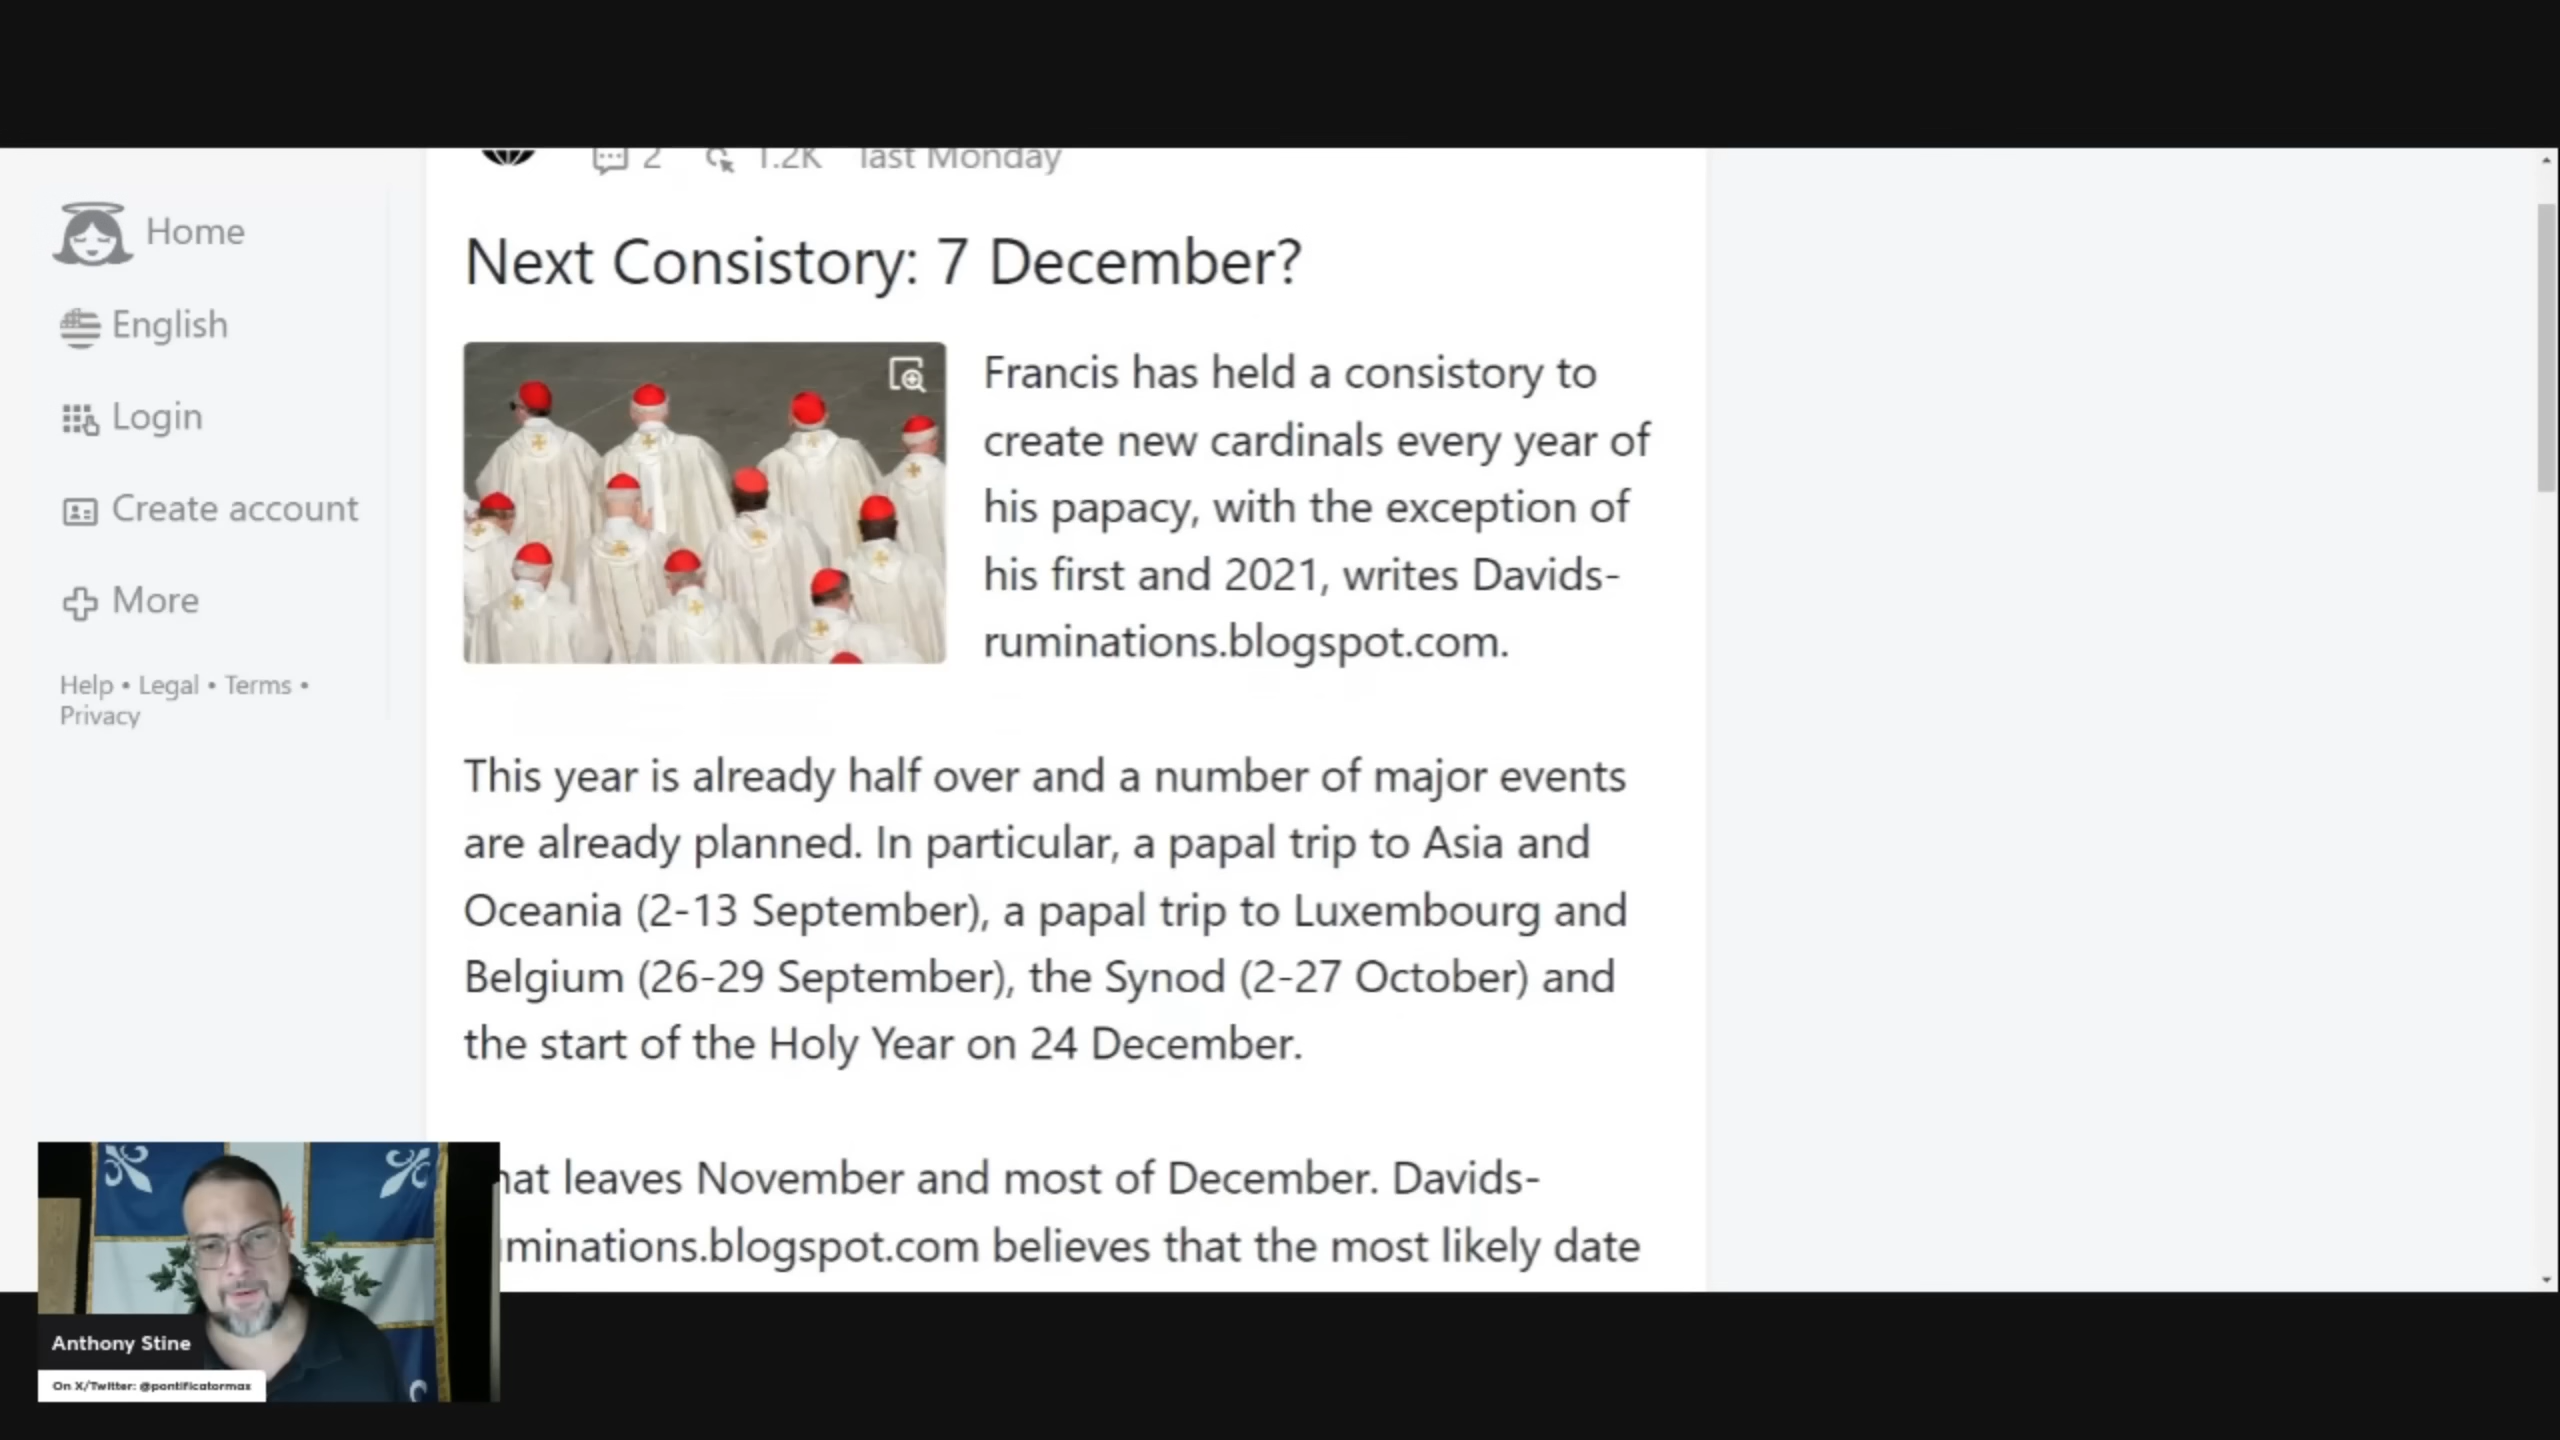 2 1.2K last Monday
Home
English
Login
Create account
More
Help • Legal • Terms •
Privacy
Next Consistory: 7 December?
Francis has held a consistory to
create new cardinals every year of
his papacy, with the exception of
his first and 2021, writes Davids-
ruminations.blogspot.com.
This year is already half over and a number of major events
are already planned. In particular, a papal trip to Asia and
Oceania (2-13 September), a papal trip to Luxembourg and
Belgium (26-29 September), the Synod (2-27 October) and
the start of the Holy Year on 24 December.
hat leaves November and most of December. Davids-
uminations.blogspot.com believes that the most likely date
Anthony Stine
On X/Twitter: @pontificatormax